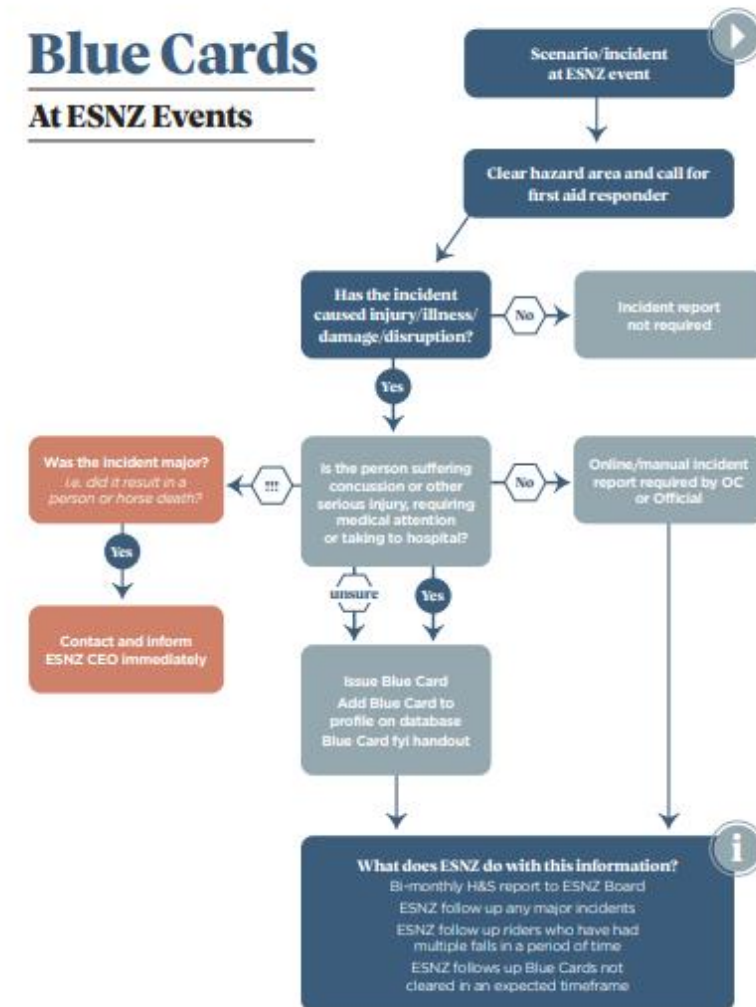 Blue Cards
At ESNZ Events
Scenario/incident
at ESNZ event
Clear hazard area and call for
first aid responder
Has the incident
caused injury/illness/
damage/disruption?
No
Incident report
not required
Yes
Was the incident major?
i.e. did it result in a
person or horse death?
!!!
Is the person suffering
concussion or other
serious injury, requiring
medical attention
or taking to hospital?
No
Online/manual incident
report required by OC
or Official
Yes
unsure
Yes
Contact and inform
ESNZ CEO immediately
Issue Blue Card
Add Blue Card to
profile on database
Blue Card fyi handout
i
What does ESNZ do with this information?
Bi-monthly H&S report to ESNZ Board
ESNZ follow up any major incidents
ESNZ follow up riders who have had
multiple falls in a period of time
ESNZ follows up Blue Cards not
cleared in an expected timeframe